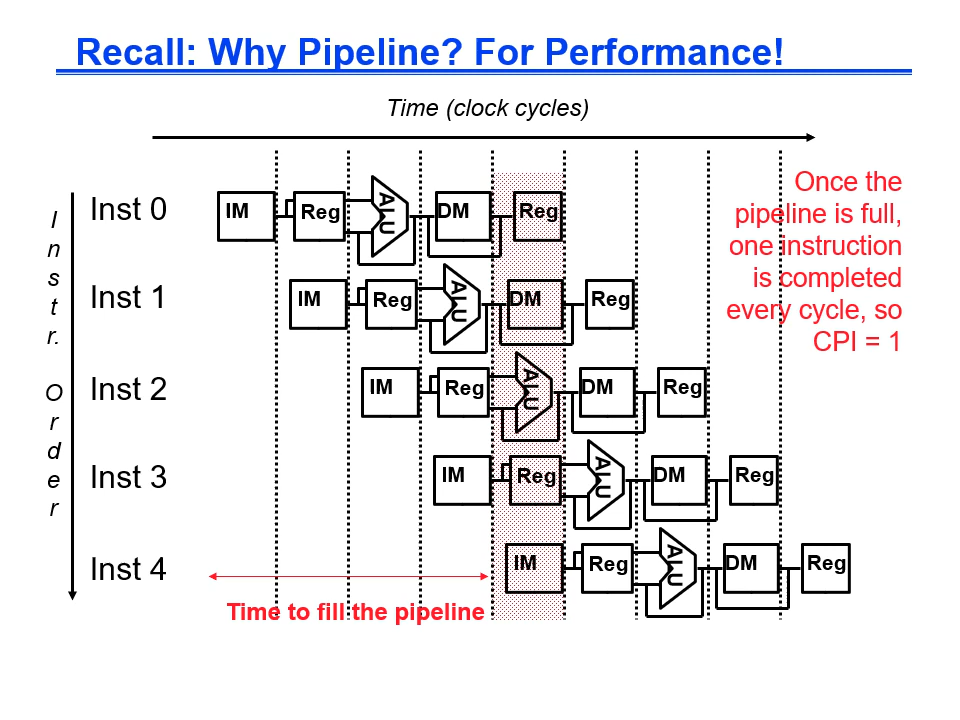 Recall: Why Pipeline? For Performance!
Time (clock cycles)
Instr. Order
Inst 0
IM
Reg
ALU
DM
Reg
Once the
pipeline is full,
one instruction
is completed
every cycle, so
CPI = 1
Inst 1
IM
Reg
ALU
DM
Reg
Inst 2
IM
Reg
ALU
DM
Reg
Inst 3
IM
Reg
ALU
DM
Reg
Inst 4
IM
Reg
ALU
DM
Reg
Time to fill the pipeline